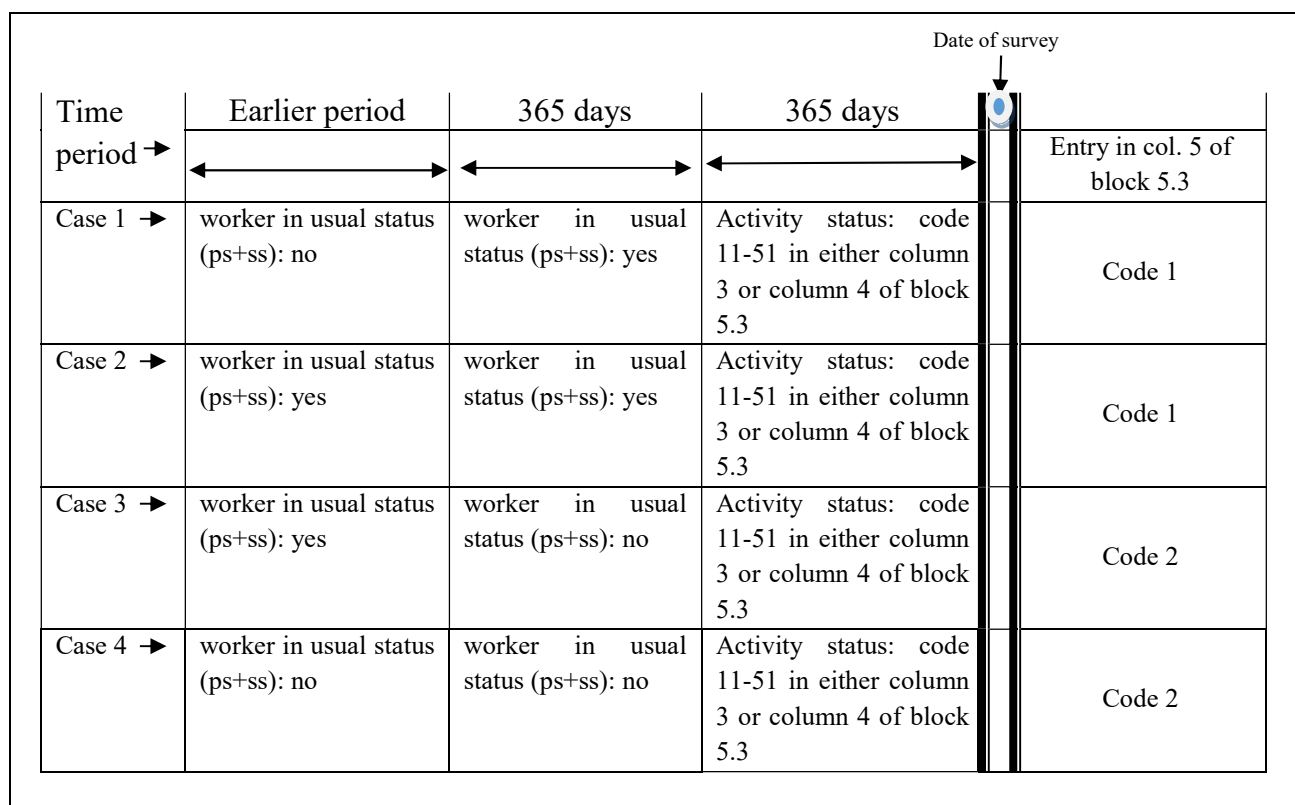 Date of survey
Time period
Earlier period
365 days
365 days
Entry in col. 5 of
block 5.3
Case 1
worker in usual status
(ps+ss): no
worker in usual
status (ps+ss): yes
Activity status: code
11-51 in either column
3 or column 4 of block
5.3
Code 1
Case 2
worker in usual status
(ps+ss): yes
worker in usual
status (ps+ss): yes
Activity status: code
11-51 in either column
3 or column 4 of block
5.3
Code 1
Case 3
worker in usual status
(ps+ss): yes
worker in usual
status (ps+ss): no
Activity status: code
11-51 in either column
3 or column 4 of block
5.3
Code 2
Case 4
worker in usual status
(ps+ss): no
worker in usual
status (ps+ss): no
Activity status: code
11-51 in either column
3 or column 4 of block
5.3
Code 2